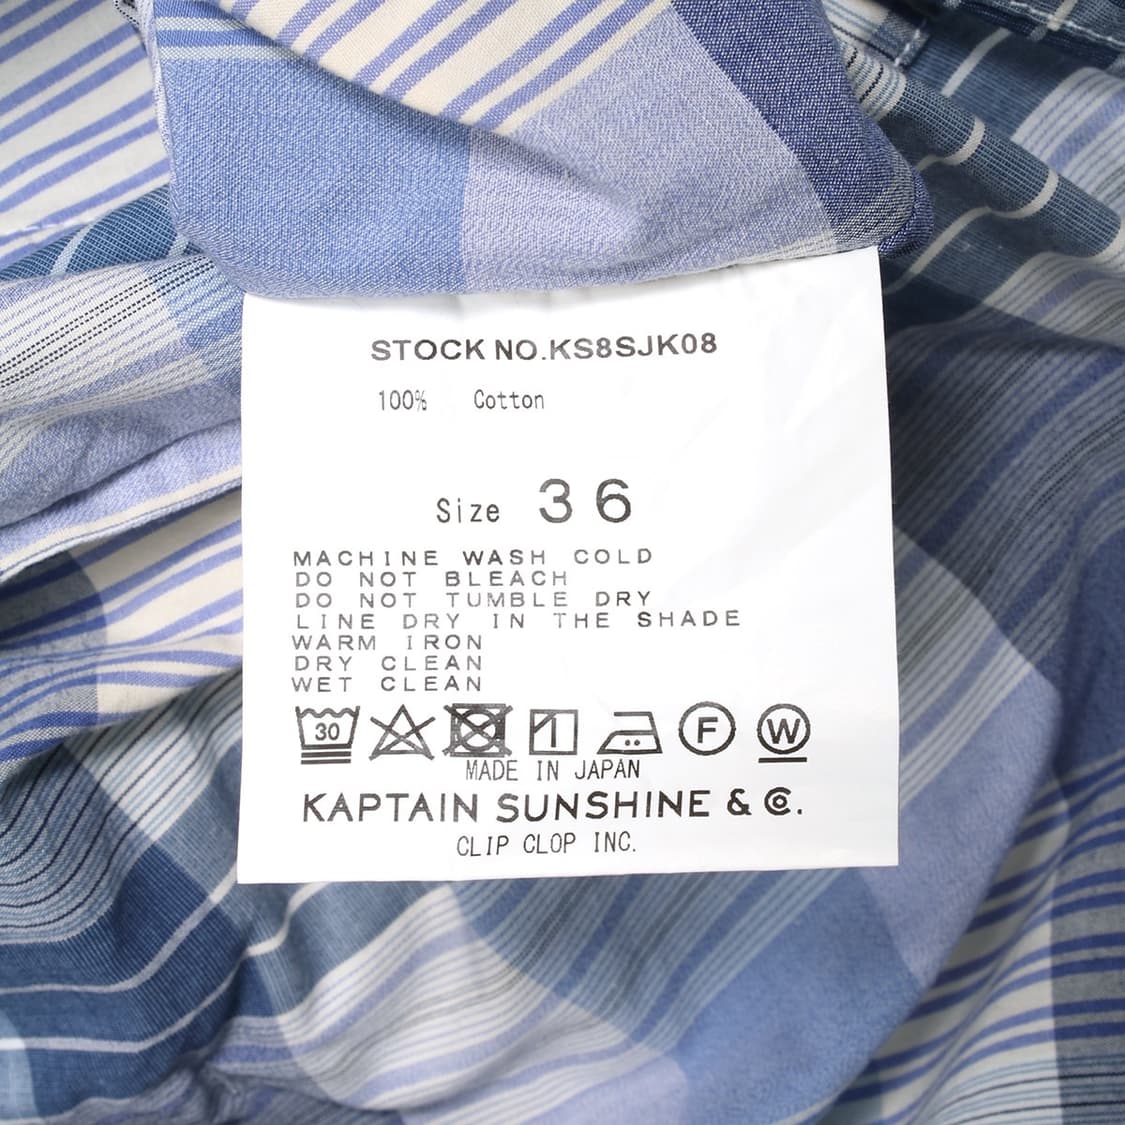 STOCK NO.KS8SJK08
100% Cotton
Size 36
MACHINE WASH COLD
DO NOT BLEACH
DO NOT TUMBLE DRY
LINE DRY IN THE SHADE
WARM IRON
DRY CLEAN
WET CLEAN
30 F W
MADE IN JAPAN
KAPTAIN SUNSHINE & Co.
CLIP CLOP INC.